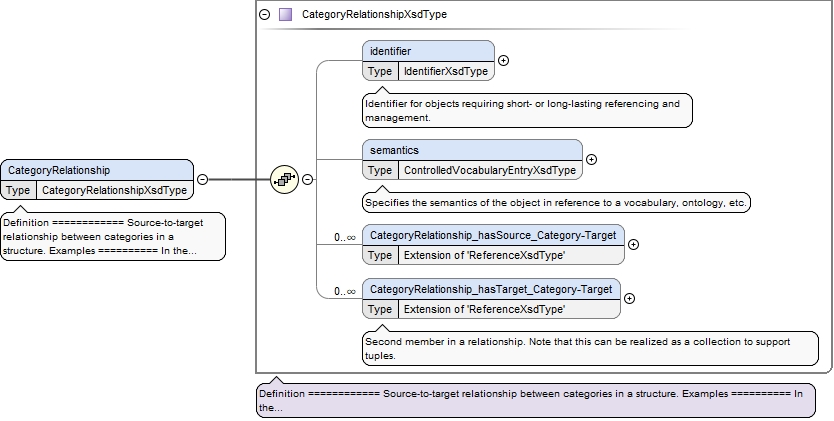 CategoryRelationshipXsdType
identifier
Type IdentifierXsdType
Identifier for objects requiring short- or long-lasting referencing and
management.
semantics
Type ControlledVocabularyEntryXsdType
Specifies the semantics of the object in reference to a vocabulary, ontology, etc.
CategoryRelationship
Type CategoryRelationshipXsdType
Definition ============ Source-to-target
relationship between categories in a
structure. Examples ========== In the...
0..∞ CategoryRelationship_hasSource_Category-Target
Type Extension of 'ReferenceXsdType'
0..∞ CategoryRelationship_hasTarget_Category-Target
Type Extension of 'ReferenceXsdType'
Second member in a relationship. Note that this can be realized as a collection to support
tuples.
Definition ============ Source-to-target relationship between categories in a structure. Examples ========== In
the...